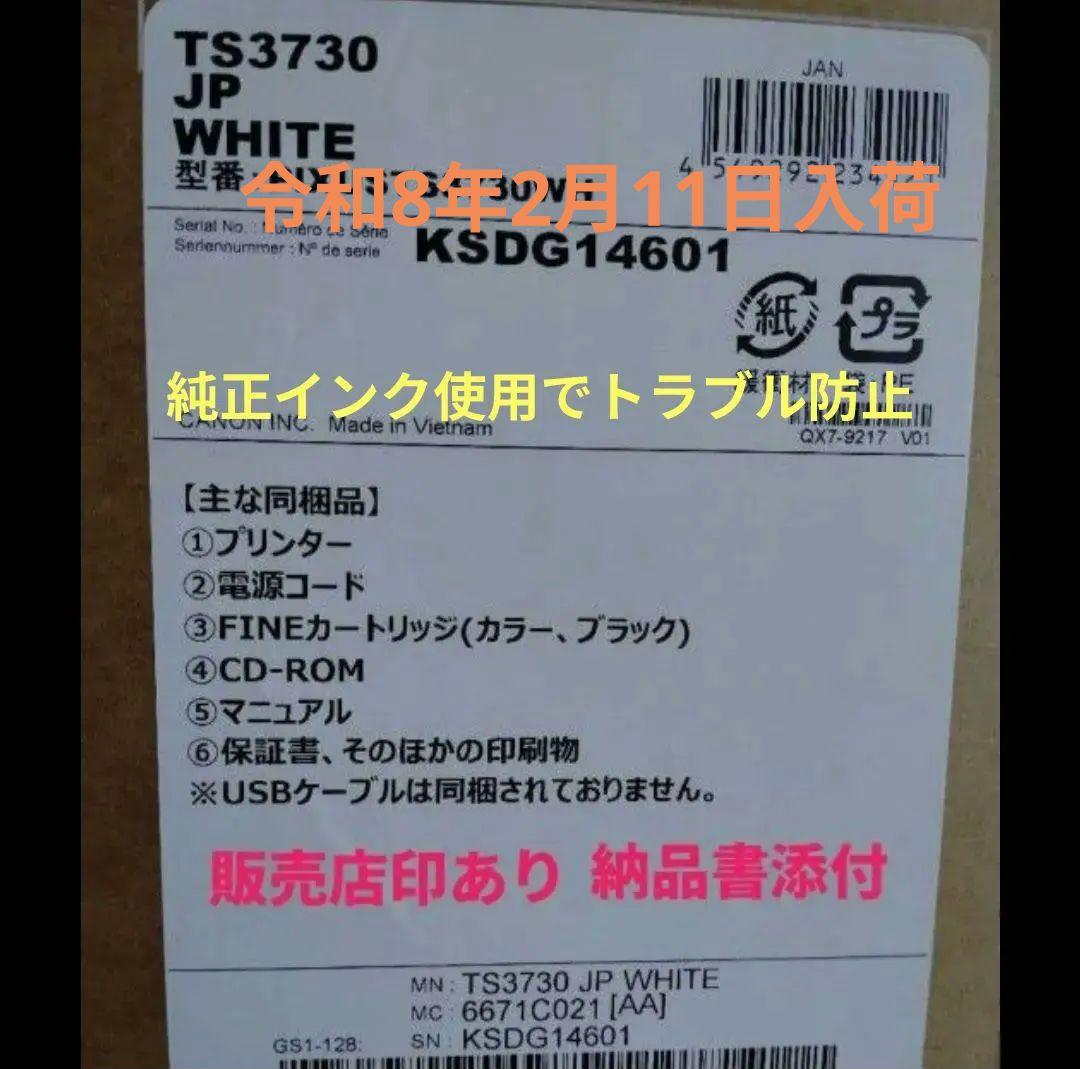 TS3730
JP
WHITE
JAN
型番:
令和8年2月11日入荷
Serial No. : Numéro de Série
Seriennummer : Nº de serie
KSDG14601
紙
プラ
純正インク使用でトラブル防止
CANON INC. Made in Vietnam
QX7-9217 V01
【主な同梱品】
①プリンター
②電源コード
③FINEカートリッジ(カラー、ブラック)
④CD-ROM
⑤マニュアル
⑥保証書、そのほかの印刷物
※USBケーブルは同梱されておりません。
販売店印あり 納品書添付
MN : TS3730 JP WHITE
MC : 6671C021 [AA]
GS1-128: SN : KSDG14601